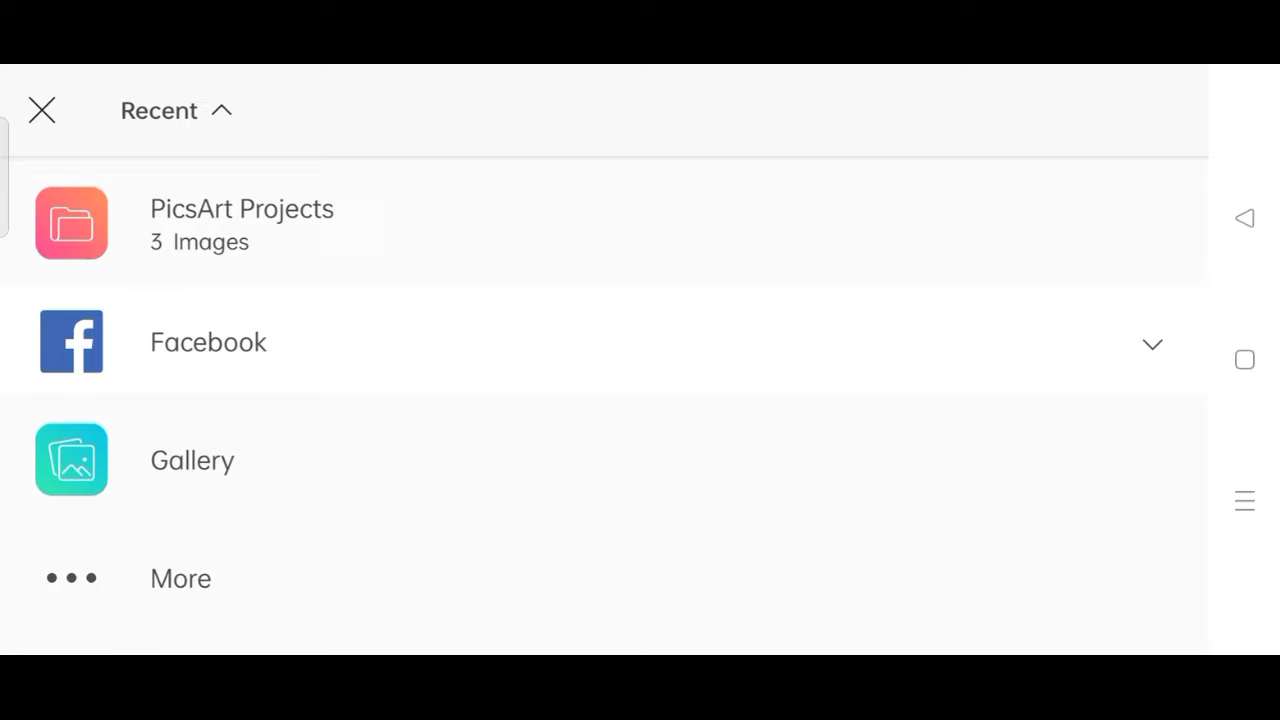 Recent
PicsArt Projects
3 Images
Facebook
Gallery
More